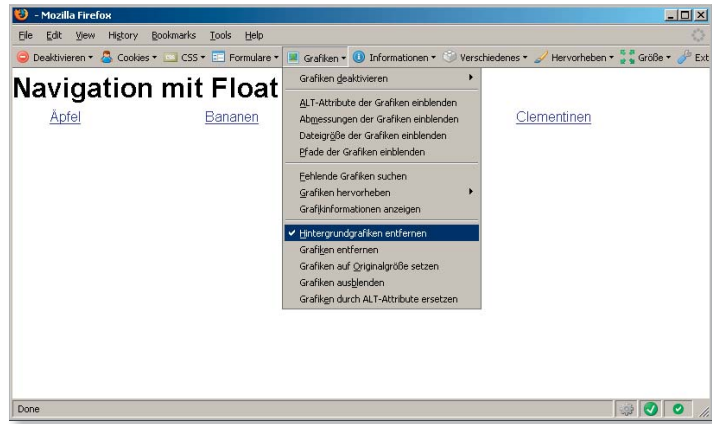 - Mozilla Firefox
File Edit View History Bookmarks Tools Help
Deaktivieren Cookies CSS Formulare Grafiken Informationen Verschiedenes Hervorheben Größe Ext
Navigation mit Float
Äpfel Bananen Clementinen
Grafiken deaktivieren
ALT-Attribute der Grafiken einblenden
Abmessungen der Grafiken einblenden
Dateigröße der Grafiken einblenden
Pfade der Grafiken einblenden
Fehlende Grafiken suchen
Grafiken hervorheben
Grafikinformationen anzeigen
Hintergrundgrafiken entfernen
Grafiken entfernen
Grafiken auf Originalgröße setzen
Grafiken ausblenden
Grafiken durch ALT-Attribute ersetzen
Done